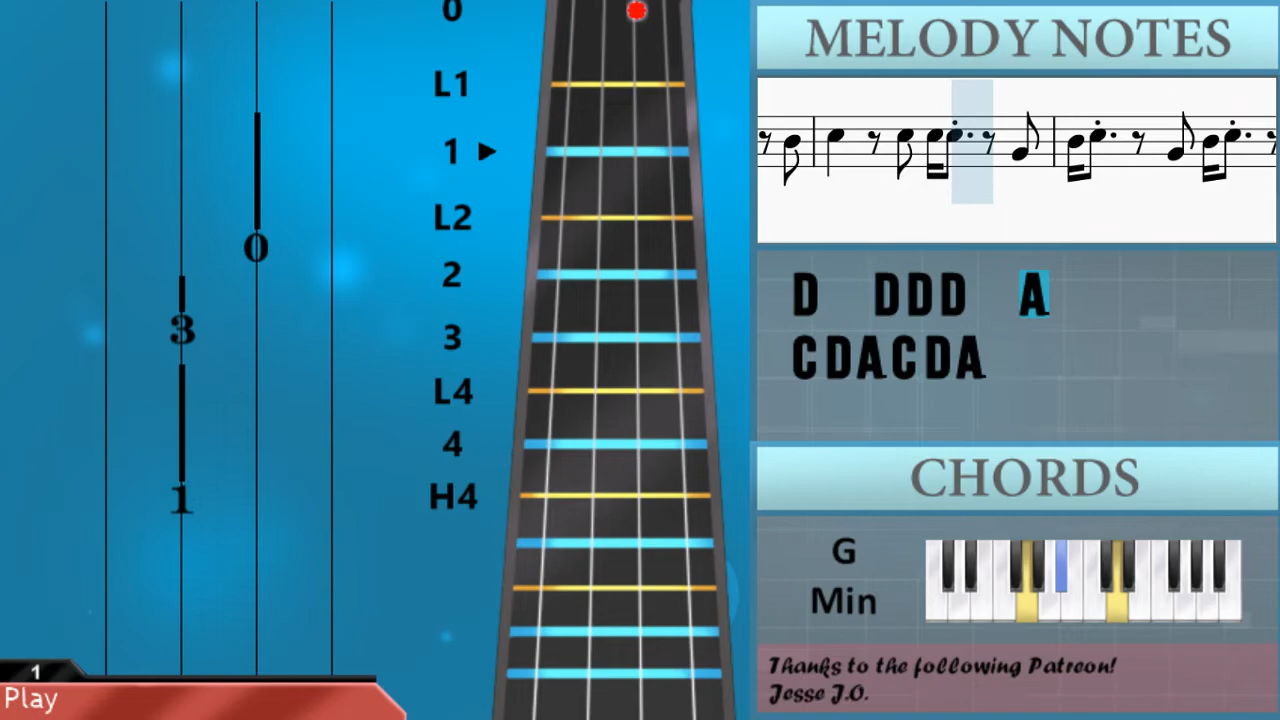 0
L1
1
L2
2
3
L4
4
H4
0
3
1
1
Play
MELODY NOTES
D DDD A
CDACDA
CHORDS
G
Min
Thanks to the following Patreon!
Jesse J.O.